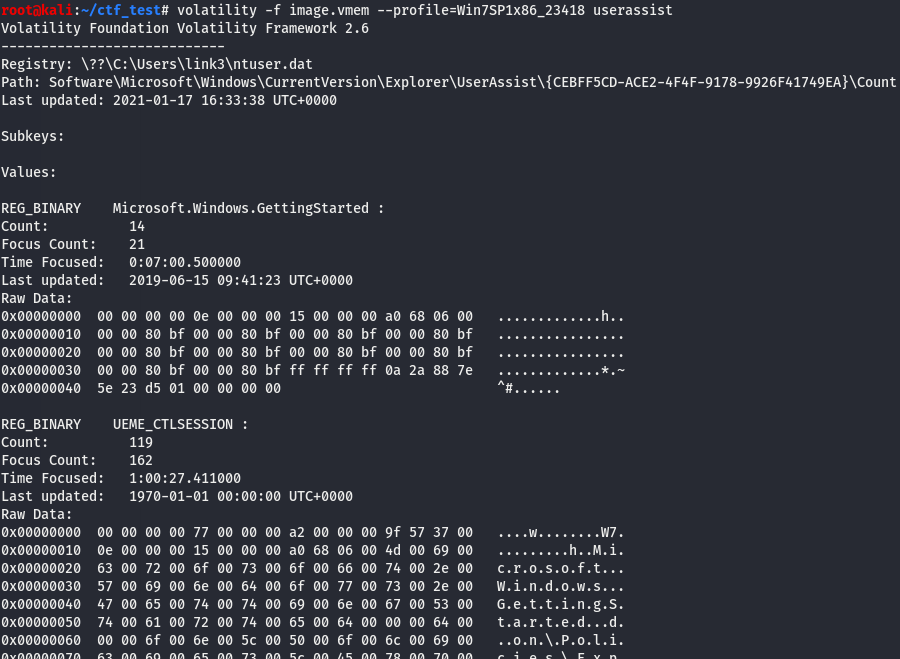 root@kali:~/ctf_test# volatility -f image.vmem --profile=Win7SP1x86_23418 userassist
Volatility Foundation Volatility Framework 2.6
----------------------------
Registry: \??\C:\Users\link3\ntuser.dat
Path: Software\Microsoft\Windows\CurrentVersion\Explorer\UserAssist\{CEBFF5CD-ACE2-4F4F-9178-9926F41749EA}\Count
Last updated: 2021-01-17 16:33:38 UTC+0000
Subkeys:
Values:
REG_BINARY    Microsoft.Windows.GettingStarted :
Count:          14
Focus Count:    21
Time Focused:   0:07:00.500000
Last updated:   2019-06-15 09:41:23 UTC+0000
Raw Data:
0x00000000  00 00 00 00 0e 00 00 00 15 00 00 00 a0 68 06 00   .............h..
0x00000010  00 00 80 bf 00 00 80 bf 00 00 80 bf 00 00 80 bf   ................
0x00000020  00 00 80 bf 00 00 80 bf 00 00 80 bf 00 00 80 bf   ................
0x00000030  00 00 80 bf 00 00 80 bf ff ff ff ff 0a 2a 88 7e   .............*.~
0x00000040  5e 23 d5 01 00 00 00 00                           ^#......
REG_BINARY    UEME_CTLSESSION :
Count:          119
Focus Count:    162
Time Focused:   1:00:27.411000
Last updated:   1970-01-01 00:00:00 UTC+0000
Raw Data:
0x00000000  00 00 00 00 77 00 00 00 a2 00 00 00 9f 57 37 00   ....w........W7.
0x00000010  0e 00 00 00 15 00 00 00 a0 68 06 00 4d 00 69 00   .........h..M.i.
0x00000020  63 00 72 00 6f 00 73 00 6f 00 66 00 74 00 2e 00   c.r.o.s.o.f.t...
0x00000030  57 00 69 00 6e 00 64 00 6f 00 77 00 73 00 2e 00   W.i.n.d.o.w.s...
0x00000040  47 00 65 00 74 00 74 00 69 00 6e 00 67 00 53 00   G.e.t.t.i.n.g.S.
0x00000050  74 00 61 00 72 00 74 00 65 00 64 00 00 00 64 00   t.a.r.t.e.d...d.
0x00000060  00 00 6f 00 6e 00 5c 00 50 00 6f 00 6c 00 69 00   ..o.n.\.P.o.l.i.
0x00000070  63 00 69 00 65 00 73 00 5c 00 45 00 78 00 70 00   c.i.e.s.\.E.x.p.